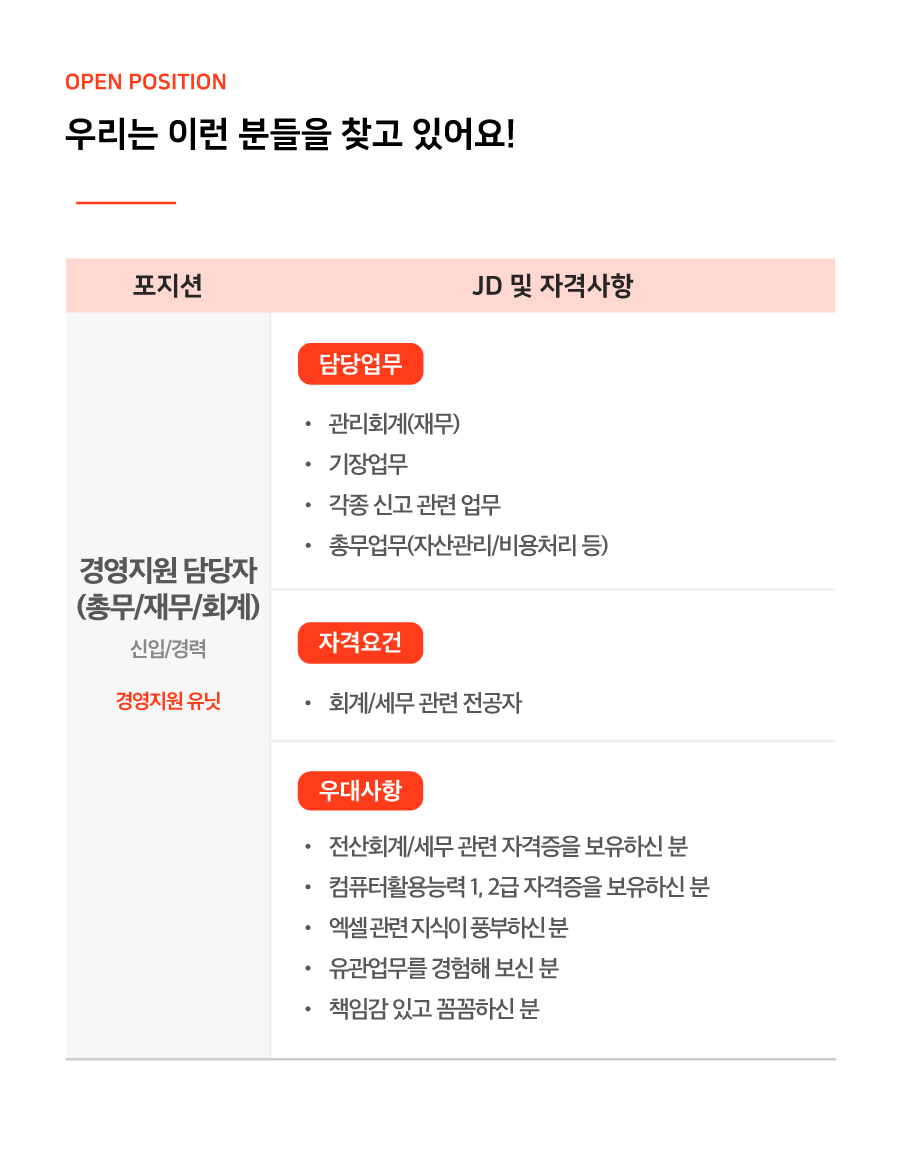 OPEN POSITION
우리는 이런 분들을 찾고 있어요!
포지션
JD 및 자격사항
경영지원 담당자
(총무/재무/회계)
신입/경력
경영지원 유닛
담당업무
• 관리회계(재무)
• 기장업무
• 각종 신고 관련 업무
• 총무업무(자산관리/비용처리 등)
자격요건
• 회계/세무 관련 전공자
우대사항
• 전산회계/세무 관련 자격증을 보유하신 분
• 컴퓨터활용능력 1, 2급 자격증을 보유하신 분
• 엑셀 관련 지식이 풍부하신 분
• 유관업무를 경험해 보신 분
• 책임감 있고 꼼꼼하신 분